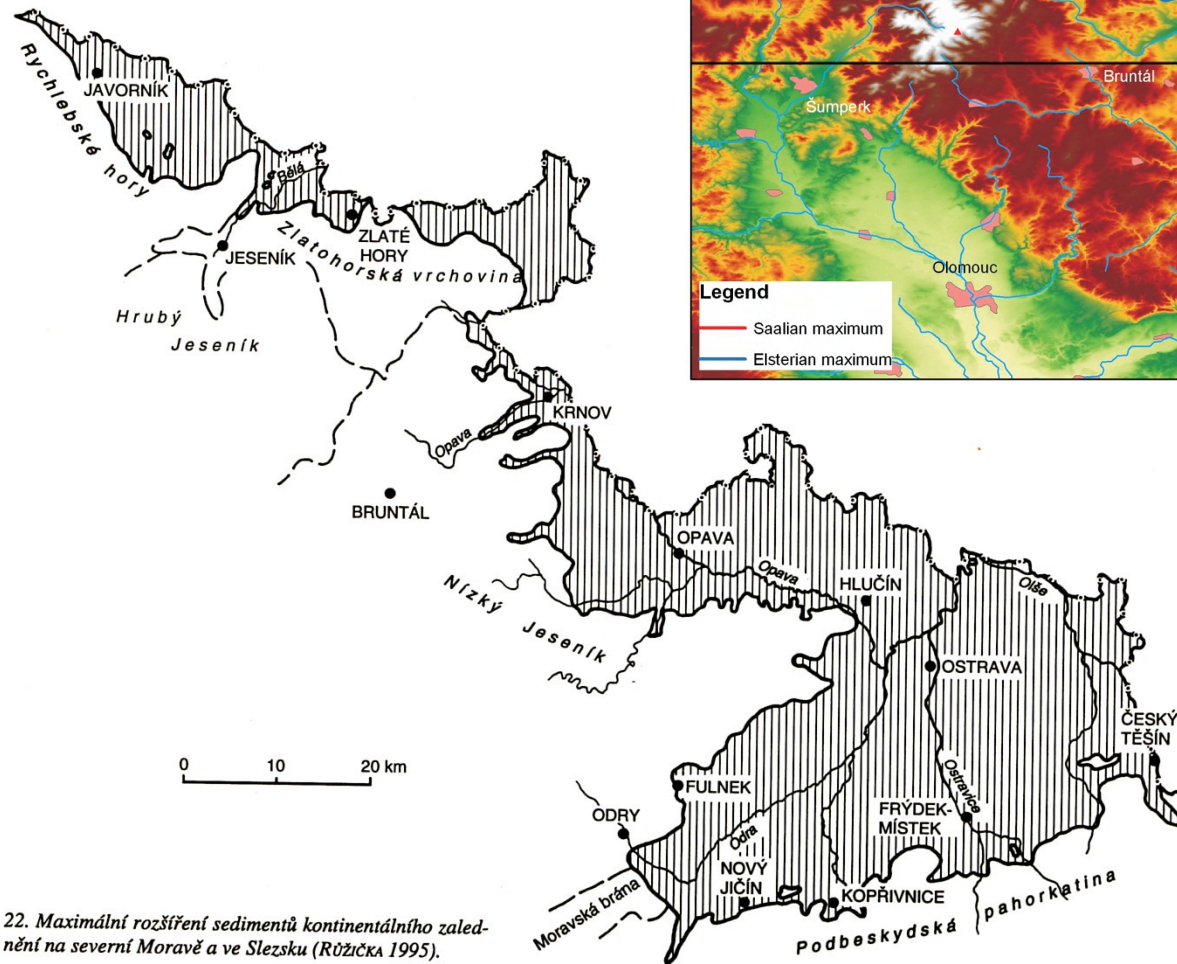 Rychlebské hory
JAVORNÍK
Bělá
JESENÍK
ZLATÉ
HORY
Zlatohorská vrchovina
Hrubý
Jeseník
Opava
KRNOV
BRUNTÁL
OPAVA
Opava
HLUČÍN
Olše
Nízký Jeseník
OSTRAVA
ČESKÝ
TĚŠÍN
0 10 20 km
FULNEK
ODRY
Odra
Ostravice
FRÝDEK-
MÍSTEK
NOVÝ
JIČÍN
KOPŘIVNICE
Moravská brána
Podbeskydská pahorkatina
22. Maximální rozšíření sedimentů kontinentálního zaled-
nění na severní Moravě a ve Slezsku (RŮŽIČKA 1995).
Bruntál
Šumperk
Olomouc
Legend
Saalian maximum
Elsterian maximum